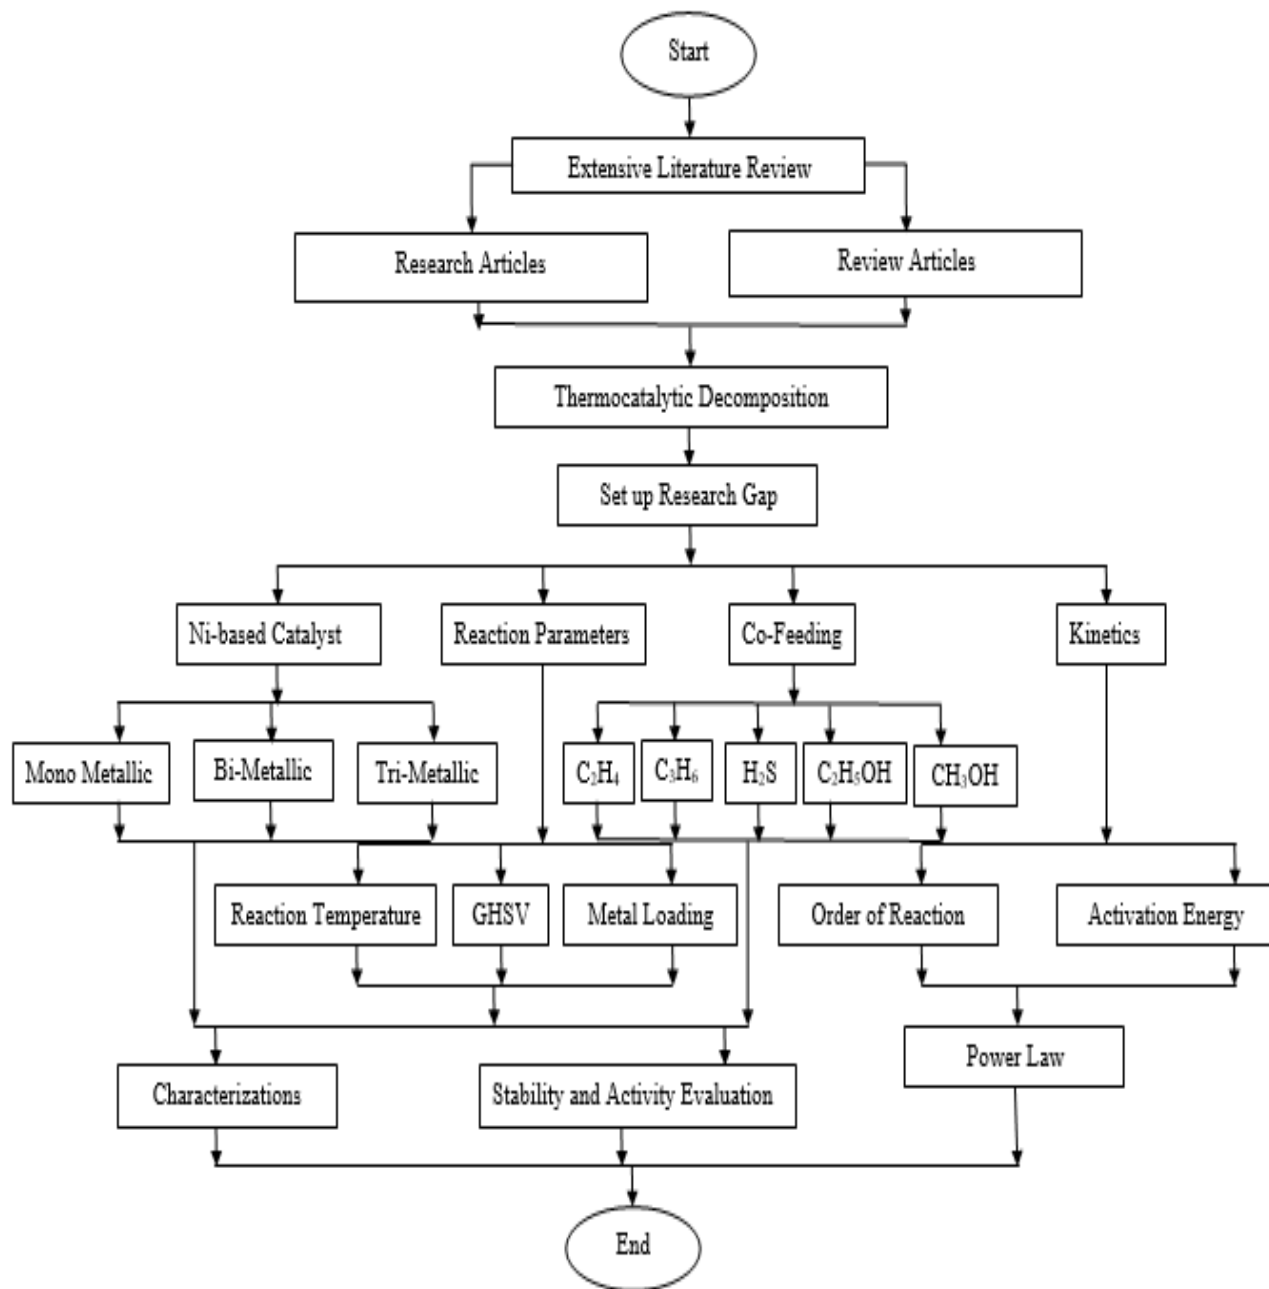 Start
Extensive Literature Review
Research Articles
Review Articles
Thermocatalytic Decomposition
Set up Research Gap
Ni-based Catalyst
Reaction Parameters
Co-Feeding
Kinetics
Mono Metallic
Bi-Metallic
Tri-Metallic
C₂H₄
C₃H₆
H₂S
C₂H₅OH
CH₃OH
Reaction Temperature
GHSV
Metal Loading
Order of Reaction
Activation Energy
Power Law
Characterizations
Stability and Activity Evaluation
End